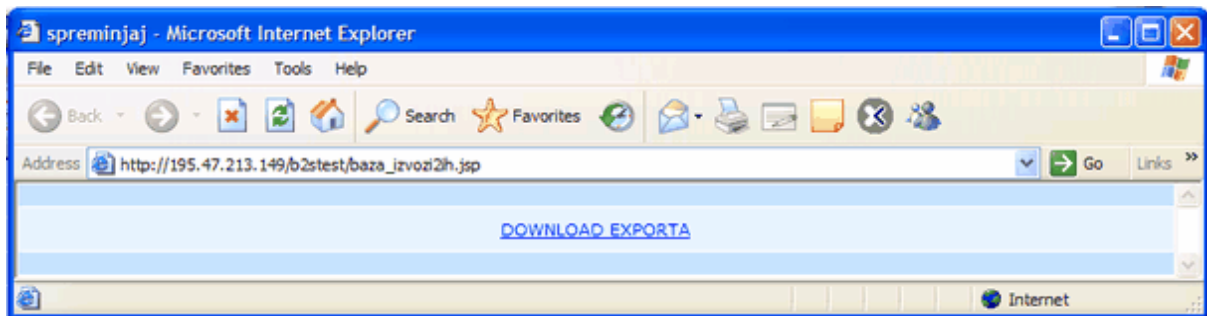 spreminjaj - Microsoft Internet Explorer
File Edit View Favorites Tools Help
Back Search Favorites
Address http://195.47.213.149/b2stest/baza_izvozi2ih.jsp Go Links »
DOWNLOAD EXPORTA
Internet